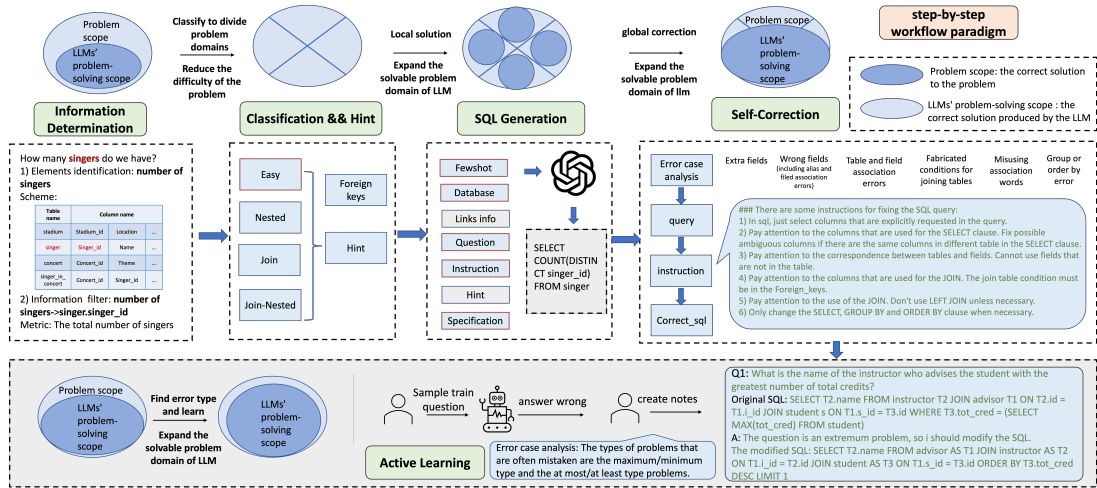 Problem
scope
LLMs'
problem-
solving scope
Classify to divide
problem
domains
Reduce the
difficulty of the
problem
Local solution
Expand the
solvable problem
domain of LLM
global correction
Expand the
solvable problem
domain of llm
Problem scope
LLMs'
problem-
solving
scope
step-by-step
workflow paradigm
Problem scope: the correct solution
to the problem
LLMs' problem-solving scope : the
correct solution produced by the LLM
Information
Determination
Classification && Hint
SQL Generation
Self-Correction
How many singers do we have?
1) Elements identification: number of
singers
Scheme:
Table
name
Column name
stadium Stadium_id Location ...
singer Singer_id Name ...
concert Concert_id Theme ...
singer_in_
concert
Concert_id Singer_id ...
2) Information filter: number of
singers->singer.singer_id
Metric: The total number of singers
Easy
Nested
Join
Join-Nested
Foreign
keys
Hint
Fewshot
Database
Links info
Question
Instruction
Hint
Specification
SELECT
COUNT(DISTIN
CT singer_id)
FROM singer
Error case
analysis
query
instruction
Correct_sql
Extra fields
Wrong fields
(including alias and
filed association
errors)
Table and field
association
errors
Fabricated
conditions for
joining tables
Misusing
association
words
Group or
order by
error
### There are some instructions for fixing the SQL query:
1) In sql, just select columns that are explicitly requested in the query.
2) Pay attention to the columns that are used for the SELECT clause. Fix possible
ambiguous columns if there are the same columns in different table in the SELECT clause.
3) Pay attention to the correspondence between tables and fields. Cannot use fields
that are not in the table.
4) Pay attention to the columns that are used for the JOIN. The join table condition must
be in the Foreign_keys.
5) Pay attention to the use of the JOIN. Don't use LEFT JOIN unless necessary.
6) Only change the SELECT, GROUP BY and ORDER BY clause when necessary.
Problem scope
LLMs'
problem-
solving
scope
Find error type
and learn
Expand the
solvable problem
domain of LLM
LLMs'
problem-
solving scope
Active Learning
Sample train
question
answer wrong
create notes
Error case analysis: The types of problems that
are often mistaken are the maximum/minimum
type and the at most/at least type problems.
Q1: What is the name of the instructor who advises the student with the
greatest number of total credits?
Original SQL: SELECT T2.name FROM instructor T2 JOIN advisor T1 ON T2.id =
T1.i_id JOIN student s ON T1.s_id = T3.id WHERE T3.tot_cred = (SELECT
MAX(tot_cred) FROM student)
A: The question is an extremum problem, so i should modify the SQL.
The modified SQL: SELECT T2.name FROM advisor AS T1 JOIN instructor AS T2
ON T1.i_id = T2.id JOIN student AS T3 ON T1.s_id = T3.id ORDER BY T3.tot_cred
DESC LIMIT 1